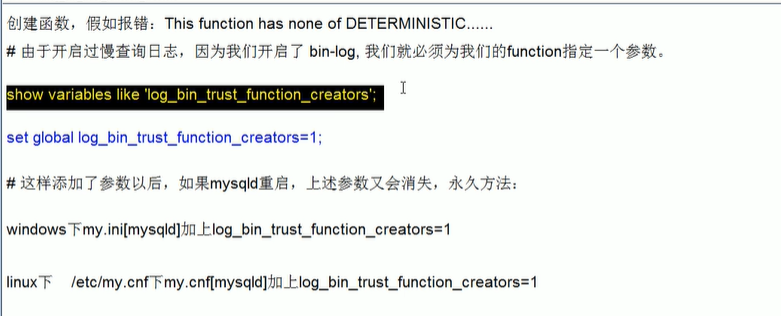 创建函数，假如报错：This function has none of DETERMINISTIC......
# 由于开启过慢查询日志，因为我们开启了 bin-log, 我们就必须为我们的function指定一个参数。
show variables like 'log_bin_trust_function_creators';
set global log_bin_trust_function_creators=1;
# 这样添加了参数以后，如果mysqld重启，上述参数又会消失，永久方法：
windows下my.ini[mysqld]加上log_bin_trust_function_creators=1
linux下 /etc/my.cnf下my.cnf[mysqld]加上log_bin_trust_function_creators=1